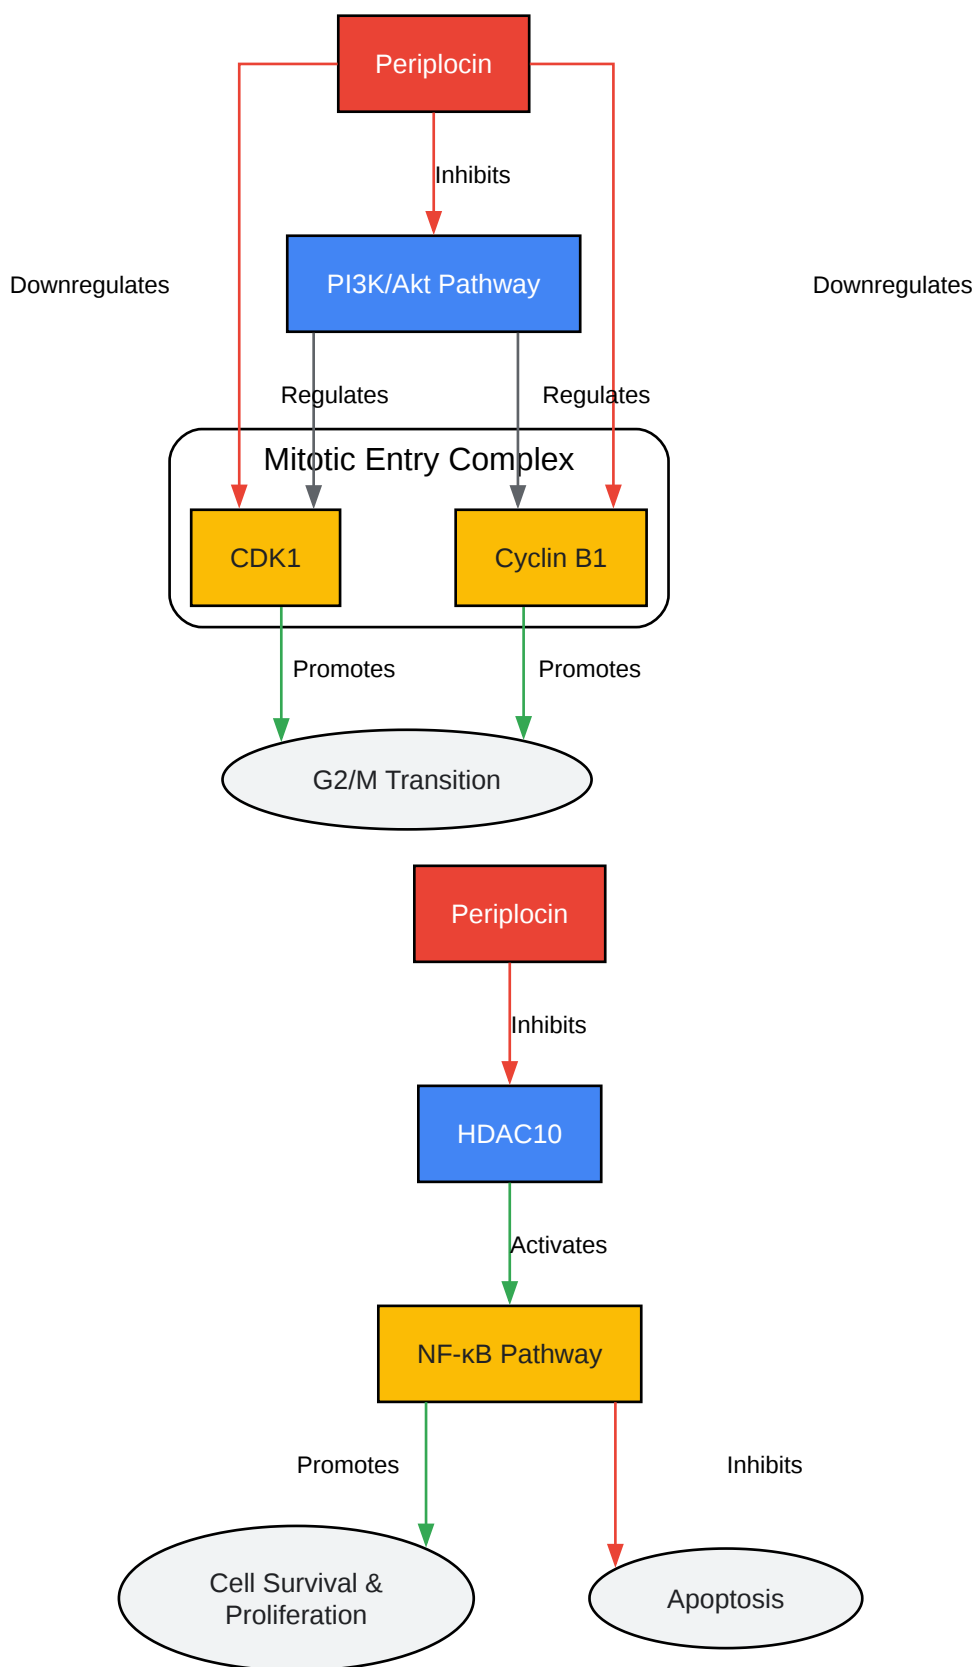 Periplocin
Inhibits
Downregulates
PI3K/Akt Pathway
Downregulates
Regulates
Regulates
Mitotic Entry Complex
CDK1
Cyclin B1
Promotes
Promotes
G2/M Transition
Periplocin
Inhibits
HDAC10
Activates
NF-κB Pathway
Promotes
Inhibits
Cell Survival &
Proliferation
Apoptosis